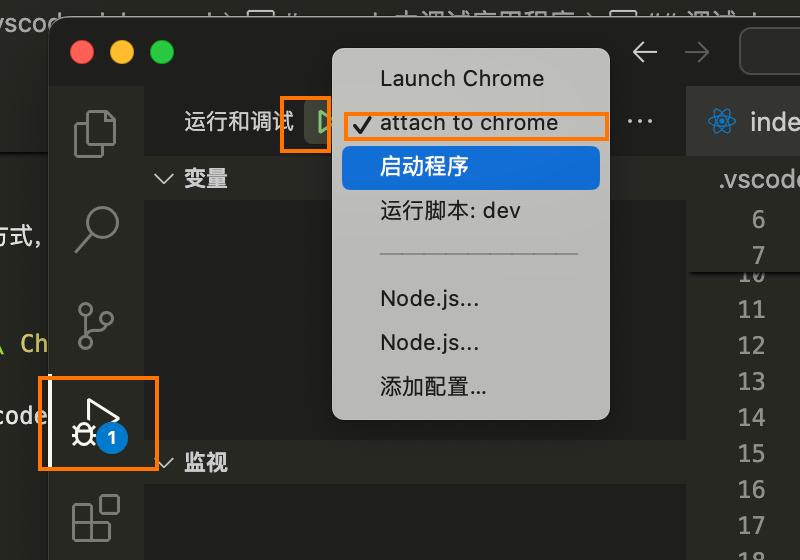 Launch Chrome
运行和调试
attach to chrome
启动程序
运行脚本: dev
Node.js...
Node.js...
添加配置...
变量
监视
1
方式，
Ch
code
inde
.vscode
6
7
10
11
12
13
14
15
16
17
18